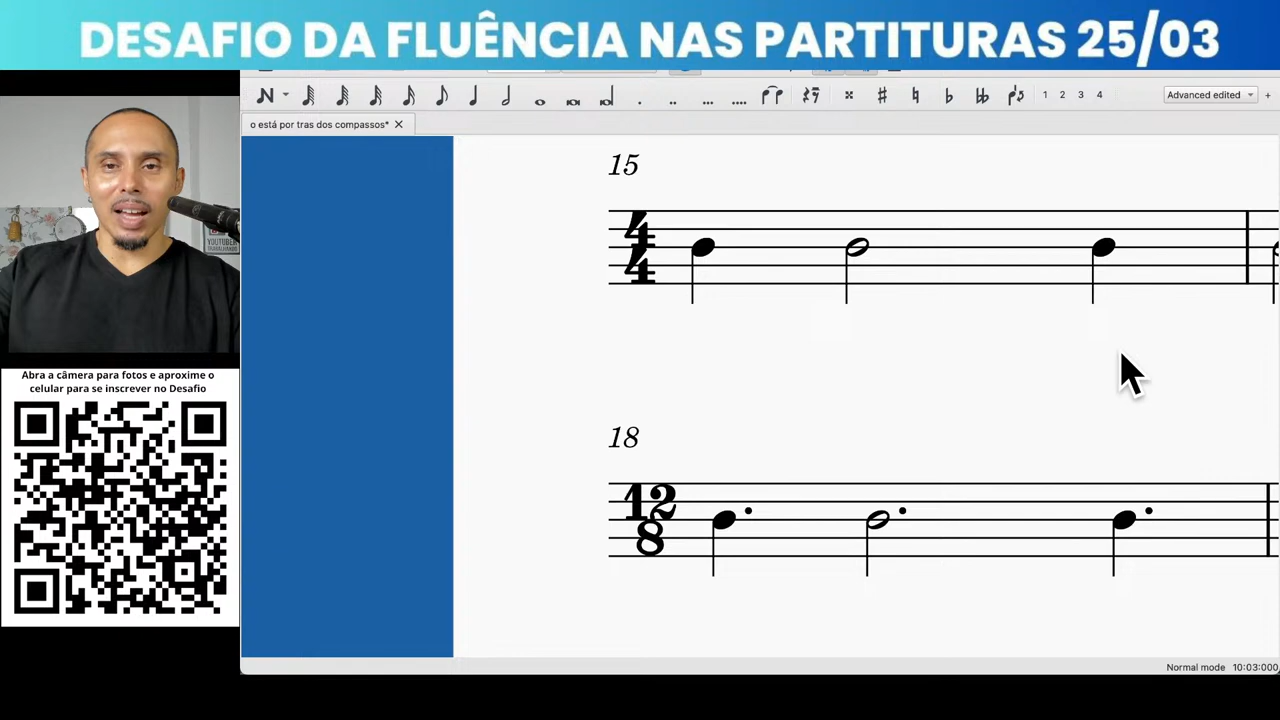 DESAFIO DA FLUÊNCIA NAS PARTITURAS 25/03
1 2 3 4
Advanced edited
+
o está por tras dos compassos*
15
4
4
YOUTUBER
TRABALHANDO
Abra a câmera para fotos e aproxime o
celular para se inscrever no Desafio
18
12
8
Normal mode 10:03:000